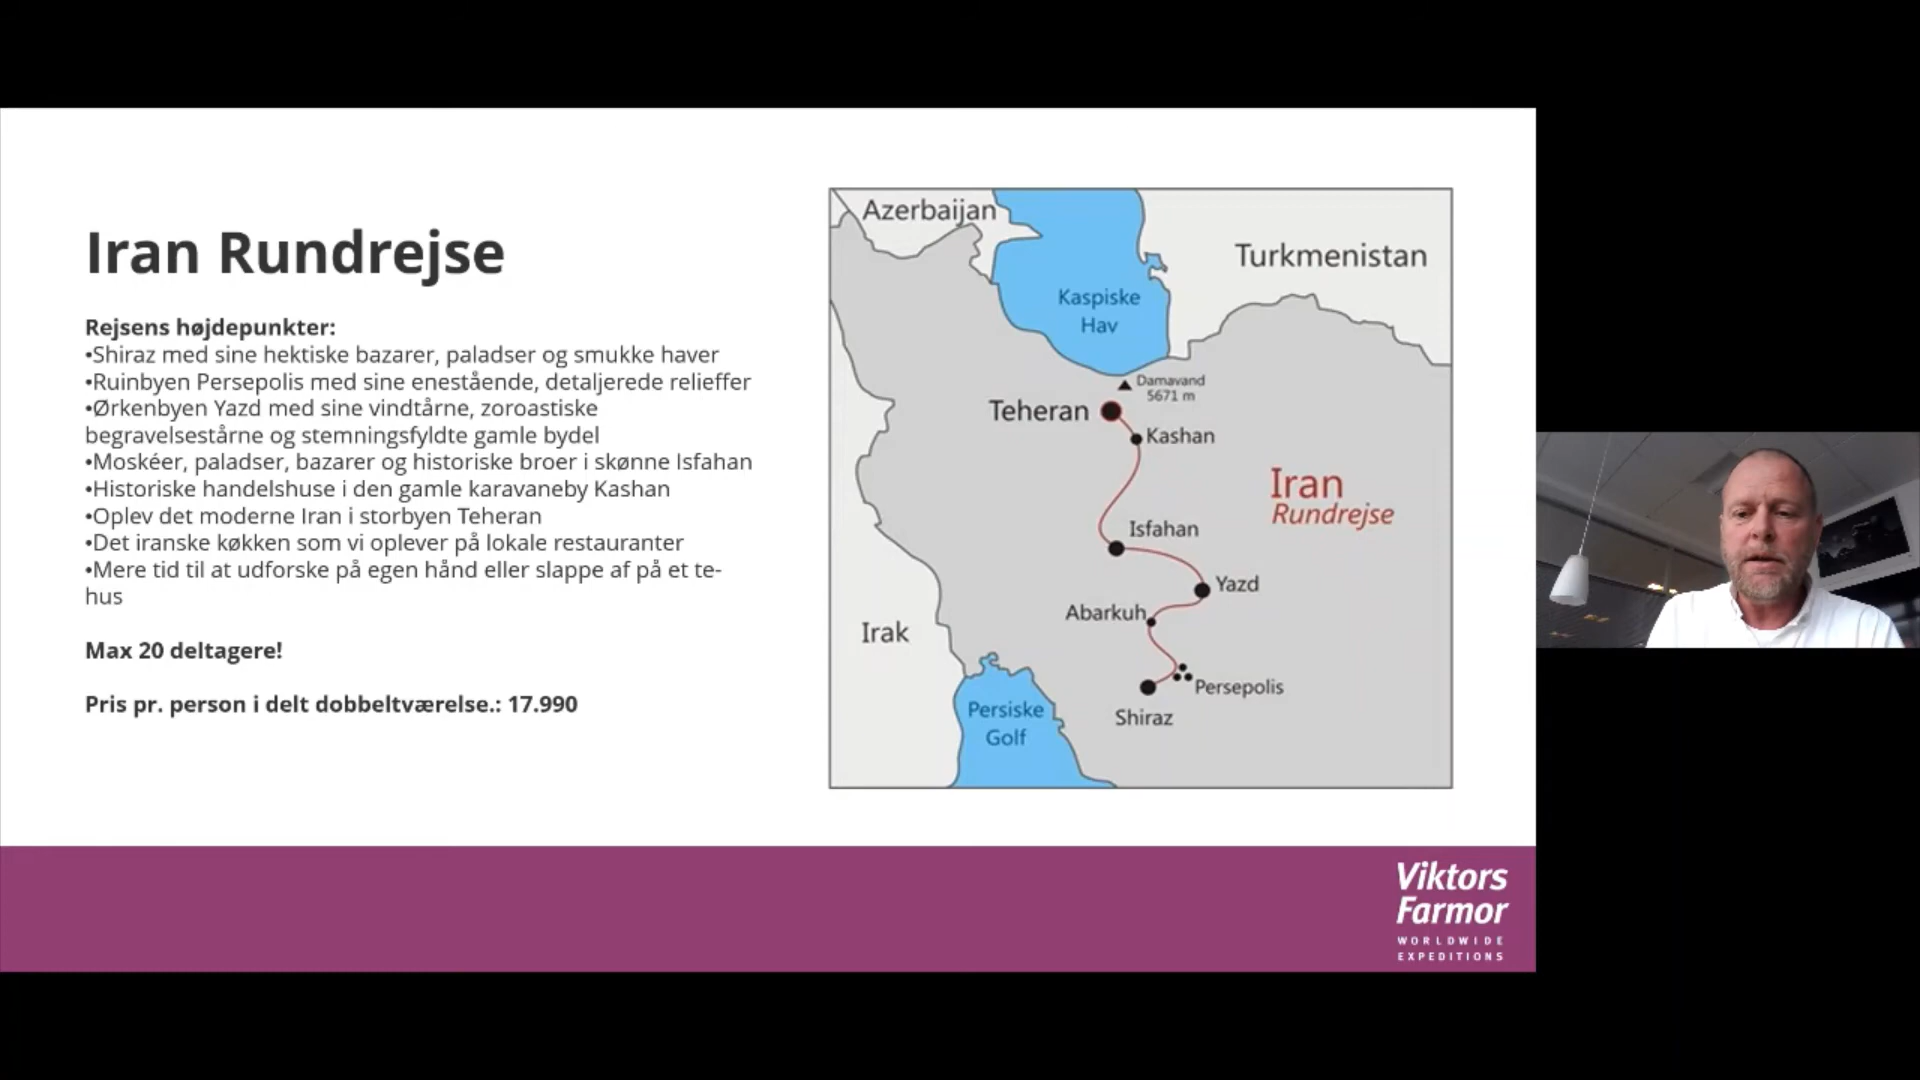 Iran Rundrejse
Rejsens højdepunkter:
•Shiraz med sine hektiske bazarer, paladser og smukke haver
•Ruinbyen Persepolis med sine enestående, detaljerede relieffer
•Ørkenbyen Yazd med sine vindtårne, zoroastiske
begravelsestårne og stemningsfyldte gamle bydel
•Moskéer, paladser, bazarer og historiske broer i skønne Isfahan
•Historiske handelshuse i den gamle karavaneby Kashan
•Oplev det moderne Iran i storbyen Teheran
•Det iranske køkken som vi oplever på lokale restauranter
•Mere tid til at udforske på egen hånd eller slappe af på et te-
hus
Max 20 deltagere!
Pris pr. person i delt dobbeltværelse.: 17.990
Azerbaijan
Turkmenistan
Kaspiske
Hav
Damavand
5671 m
Teheran
Kashan
Iran
Rundrejse
Isfahan
Yazd
Abarkuh
Irak
Persepolis
Persiske
Golf
Shiraz
Viktors
Farmor
WORLDWIDE
EXPEDITIONS